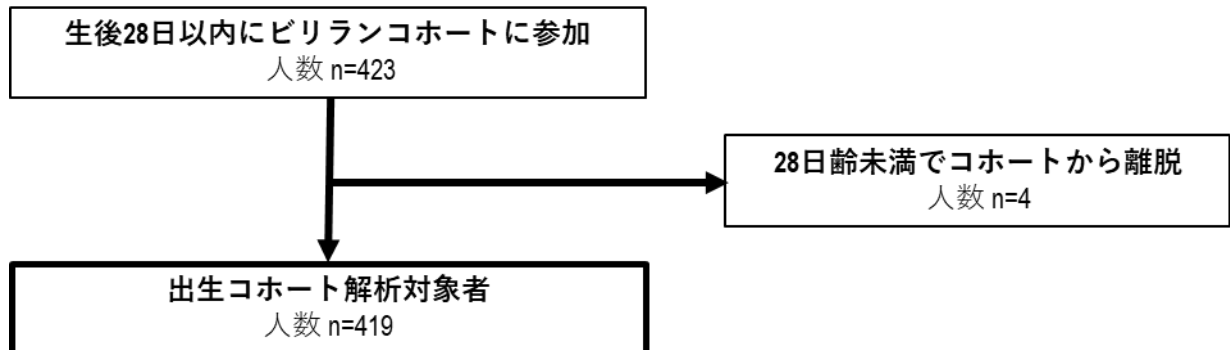 生後28日以内にビリランコホートに参加
人数 n=423
28日齢未満でコホートから離脱
人数 n=4
出生コホート解析対象者
人数 n=419